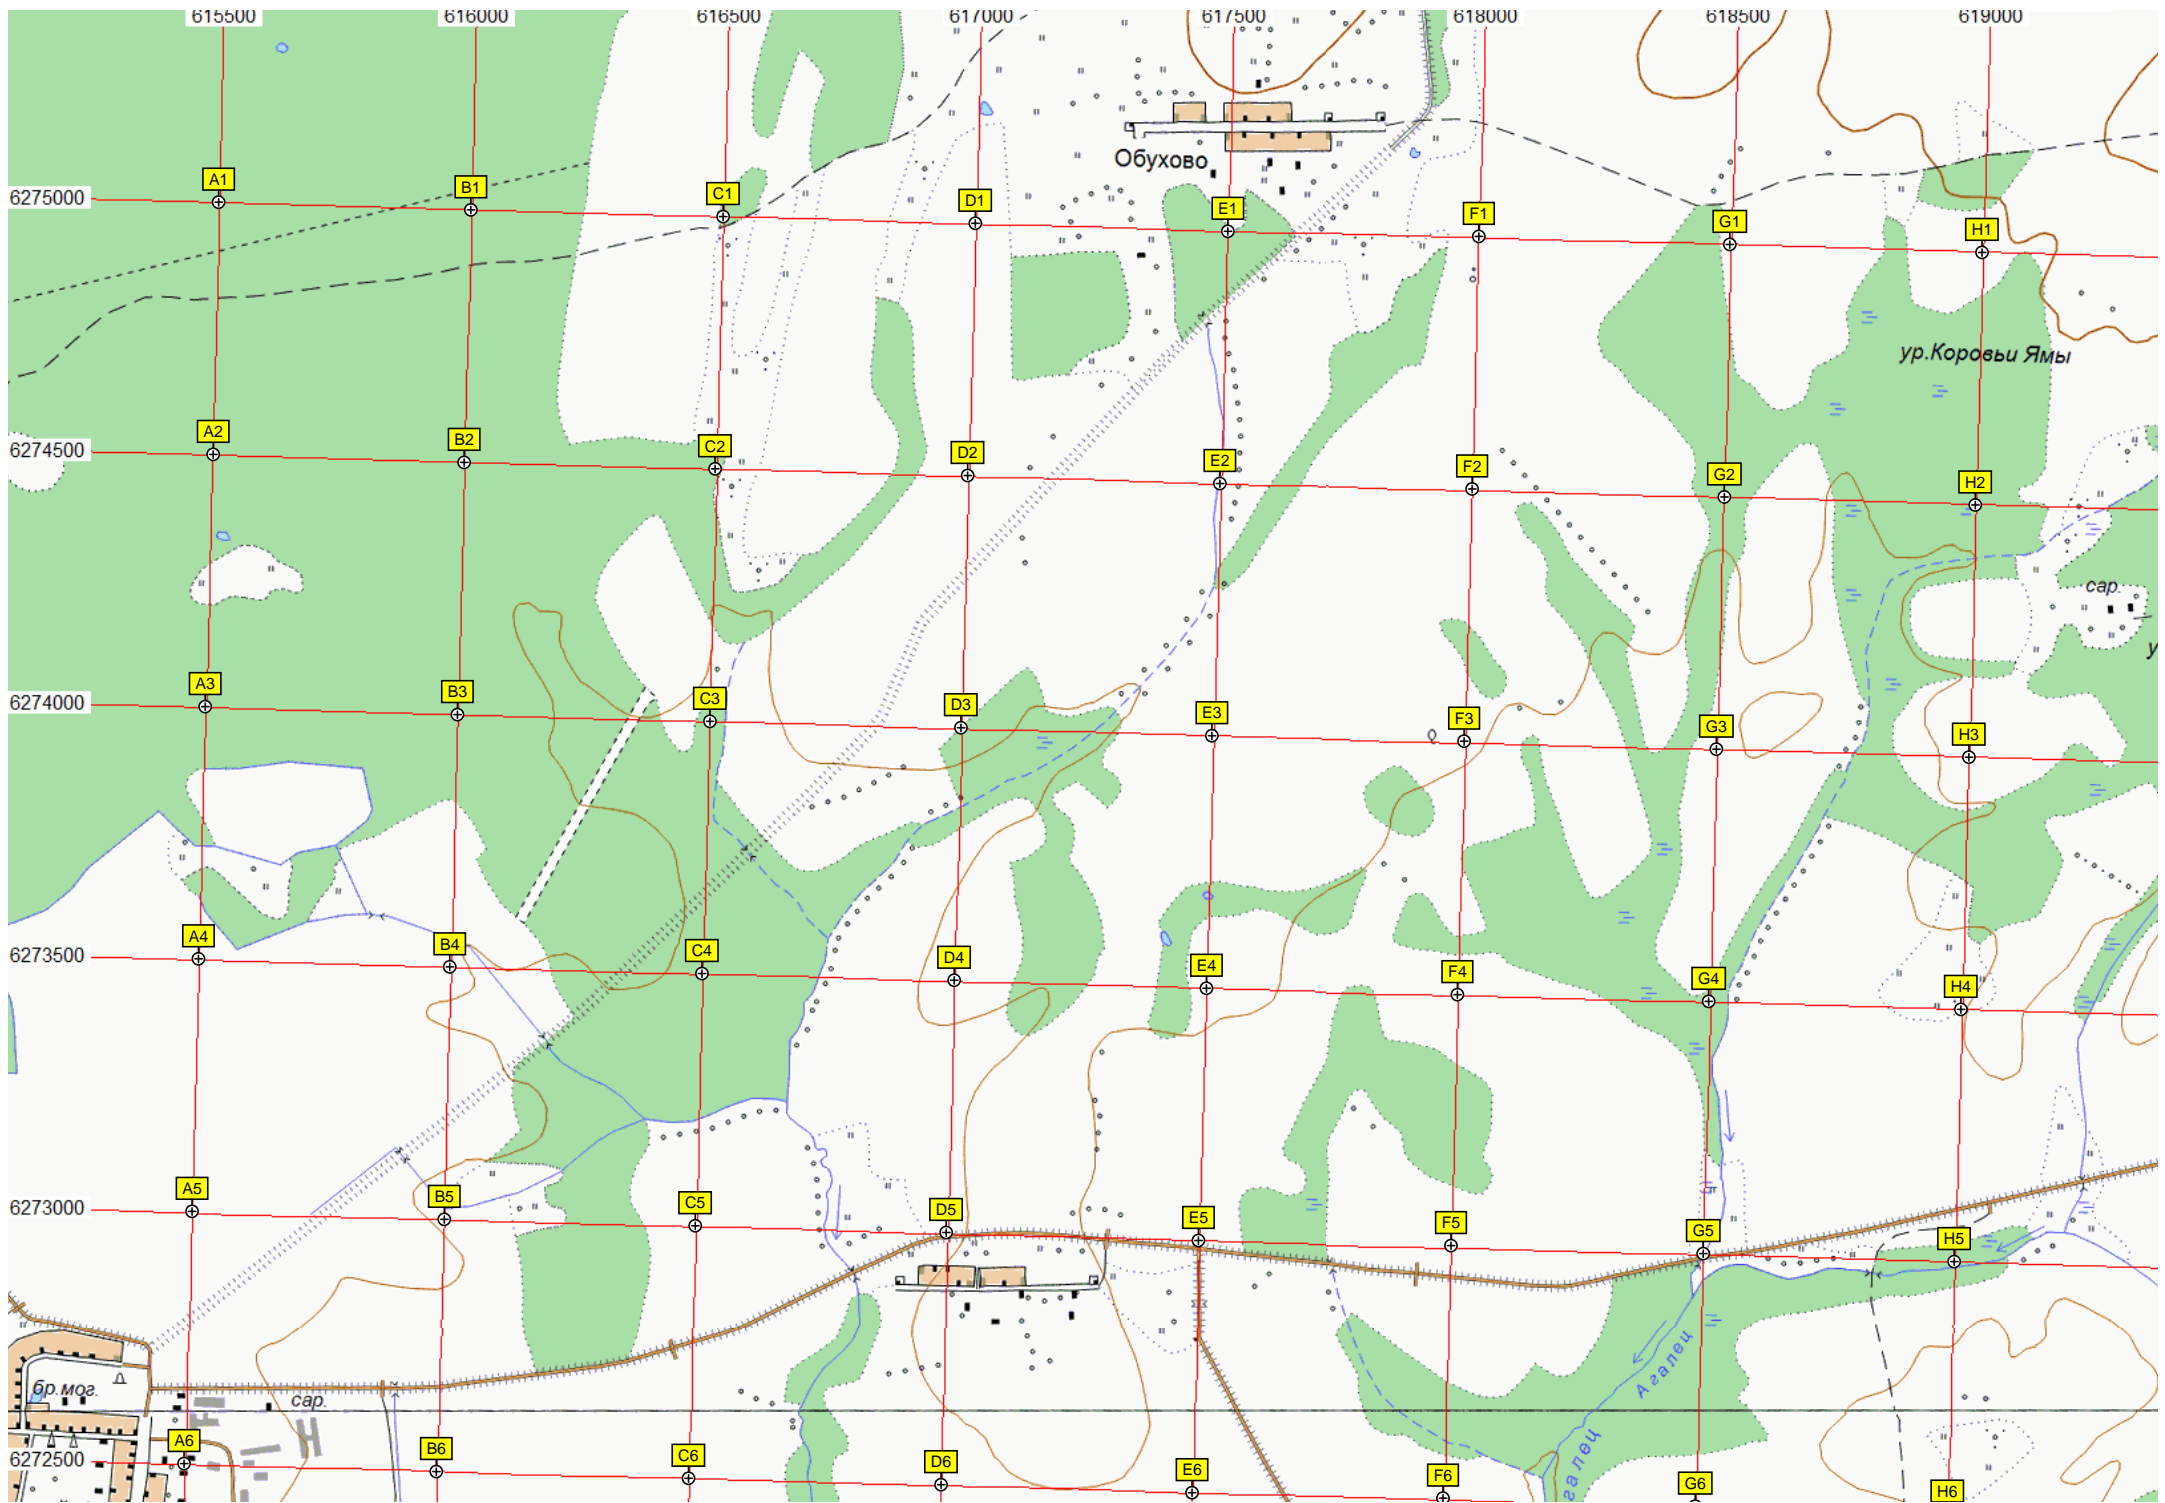 615500 616000 616500 617000 617500 618000 618500 619000
Обухово
6275000
A1 B1 C1 D1 E1 F1 G1 H1
ур.Коровьи Ямы
6274500
A2 B2 C2 D2 E2 F2 G2 H2
сар.
у
6274000
A3 B3 C3 D3 E3 F3 G3 H3
6273500
A4 B4 C4 D4 E4 F4 G4 H4
6273000
A5 B5 C5 D5 E5 F5 G5 H5
Агалец
бр.мог.
сар.
6272500
A6 B6 C6 D6 E6 F6 G6 H6
галец